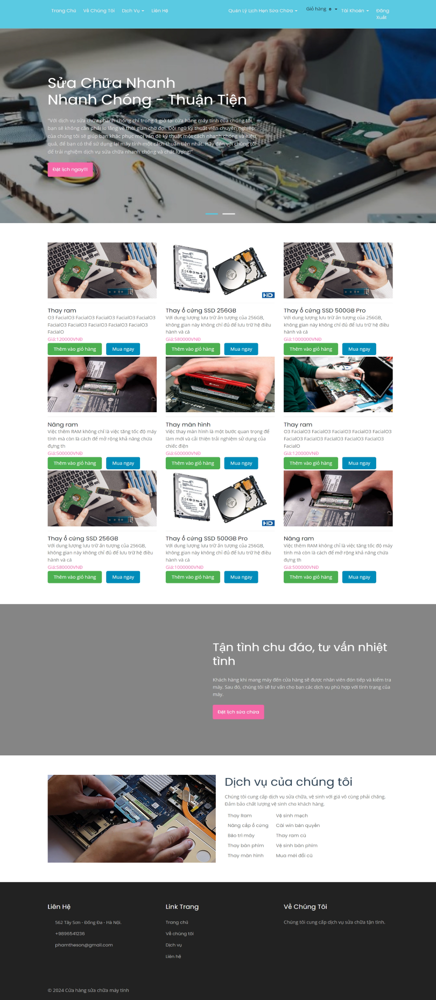 Trang Chủ Về Chúng Tôi Dịch Vụ Liên Hệ Quản Lý Lịch Hẹn Sửa Chữa Giỏ hàng 0 Tài Khoản Đăng Xuất
Sửa Chữa Nhanh
Nhanh Chóng - Thuận Tiện
"Với dịch vụ sửa chữa nhanh chóng chỉ trong 1 giờ tại cửa hàng máy tính của chúng tôi,
bạn sẽ không cần phải lo lắng về thời gian chờ đợi. Đội ngũ kỹ thuật viên chuyên nghiệp
của chúng tôi sẽ giúp bạn khắc phục mọi vấn đề kỹ thuật một cách nhanh chóng và hiệu
quả, để bạn có thể sử dụng lại máy tính một cách thuận tiện nhất. Hãy đến với chúng tôi
để trải nghiệm dịch vụ sửa chữa nhanh chóng và chất lượng!"
Đặt lịch ngay!!!
Thay ram
O3 FacialO3 FacialO3 FacialO3 FacialO3 FacialO3
FacialO3 FacialO3 FacialO3 FacialO3 FacialO3
FacialO
Giá:120000VNĐ
Thêm vào giỏ hàng Mua ngay
HD
Thay ổ cứng SSD 256GB
Với dung lượng lưu trữ ấn tượng của 256GB,
không gian này không chỉ đủ để lưu trữ hệ điều
hành và cá
Giá:580000VNĐ
Thêm vào giỏ hàng Mua ngay
Thay ổ cứng SSD 500GB Pro
Với dung lượng lưu trữ ấn tượng của 256GB,
không gian này không chỉ đủ để lưu trữ hệ điều
hành và cá
Giá:1000000VNĐ
Thêm vào giỏ hàng Mua ngay
Nâng ram
Việc thêm RAM không chỉ là việc tăng tốc độ máy
tính mà còn là cách để mở rộng khả năng chứa
đựng th
Giá:500000VNĐ
Thêm vào giỏ hàng Mua ngay
Thay màn hình
Việc thay màn hình là một bước quan trọng để
làm mới và cải thiện trải nghiệm sử dụng của
chiếc điện
Giá:600000VNĐ
Thêm vào giỏ hàng Mua ngay
Thay ram
O3 FacialO3 FacialO3 FacialO3 FacialO3 FacialO3
FacialO3 FacialO3 FacialO3 FacialO3 FacialO3
FacialO
Giá:120000VNĐ
Thêm vào giỏ hàng Mua ngay
Thay ổ cứng SSD 256GB
Với dung lượng lưu trữ ấn tượng của 256GB,
không gian này không chỉ đủ để lưu trữ hệ điều
hành và cá
Giá:580000VNĐ
Thêm vào giỏ hàng Mua ngay
HD
Thay ổ cứng SSD 500GB Pro
Với dung lượng lưu trữ ấn tượng của 256GB,
không gian này không chỉ đủ để lưu trữ hệ điều
hành và cá
Giá:1000000VNĐ
Thêm vào giỏ hàng Mua ngay
Nâng ram
Việc thêm RAM không chỉ là việc tăng tốc độ máy
tính mà còn là cách để mở rộng khả năng chứa
đựng th
Giá:500000VNĐ
Thêm vào giỏ hàng Mua ngay
Tận tình chu đáo, tư vấn nhiệt
tình
Khách hàng khi mang máy đến cửa hàng sẽ được nhân viên đón tiếp và kiểm tra
máy. Sau đó, chúng tôi sẽ tư vấn cho bạn các dịch vụ phù hợp với tình trạng của
máy.
Đặt lịch sửa chữa
Dịch vụ của chúng tôi
Chúng tôi cung cấp dịch vụ sửa chữa, vệ sinh với giá vô cùng phải chăng.
Đảm bảo chất lượng vệ sinh cho khách hàng.
Thay Ram Vệ sinh mạch
Nâng cấp ổ cứng Cài win bản quyền
Bảo trì máy Thay ram cũ
Thay bàn phím Vệ sinh bàn phím
Thay màn hình Mua mới đổi cũ
Liên Hệ
562 Tây Sơn - Đống Đa - Hà Nội.
+9896541236
phamtheson@gmail.com
Link Trang
Trang chủ
Về chúng tôi
Dịch vụ
Liên hệ
Về Chúng Tôi
Chúng tôi cung cấp dịch vụ sửa chữa tận tình.
© 2024 Cửa hàng sửa chữa máy tính